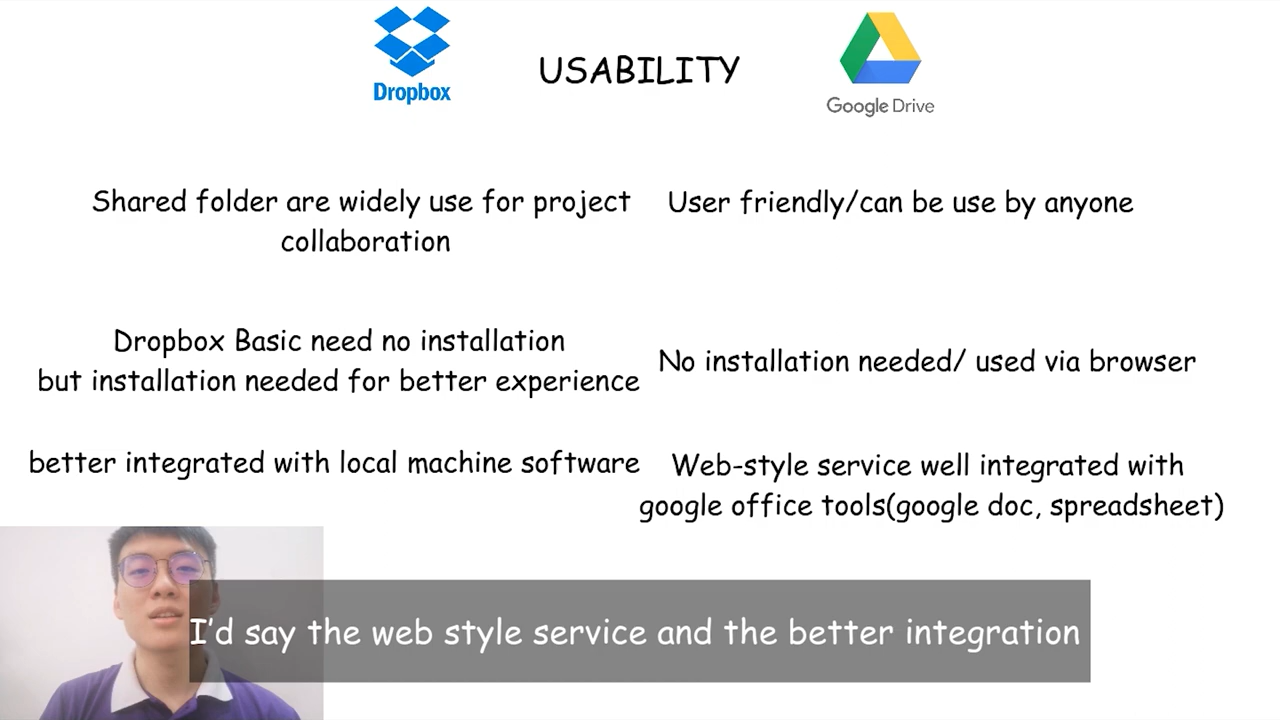 Dropbox
USABILITY
Google Drive
Shared folder are widely use for project
collaboration
User friendly/can be use by anyone
Dropbox Basic need no installation
but installation needed for better experience
No installation needed/ used via browser
better integrated with local machine software
Web-style service well integrated with
google office tools(google doc, spreadsheet)
I'd say the web style service and the better integration